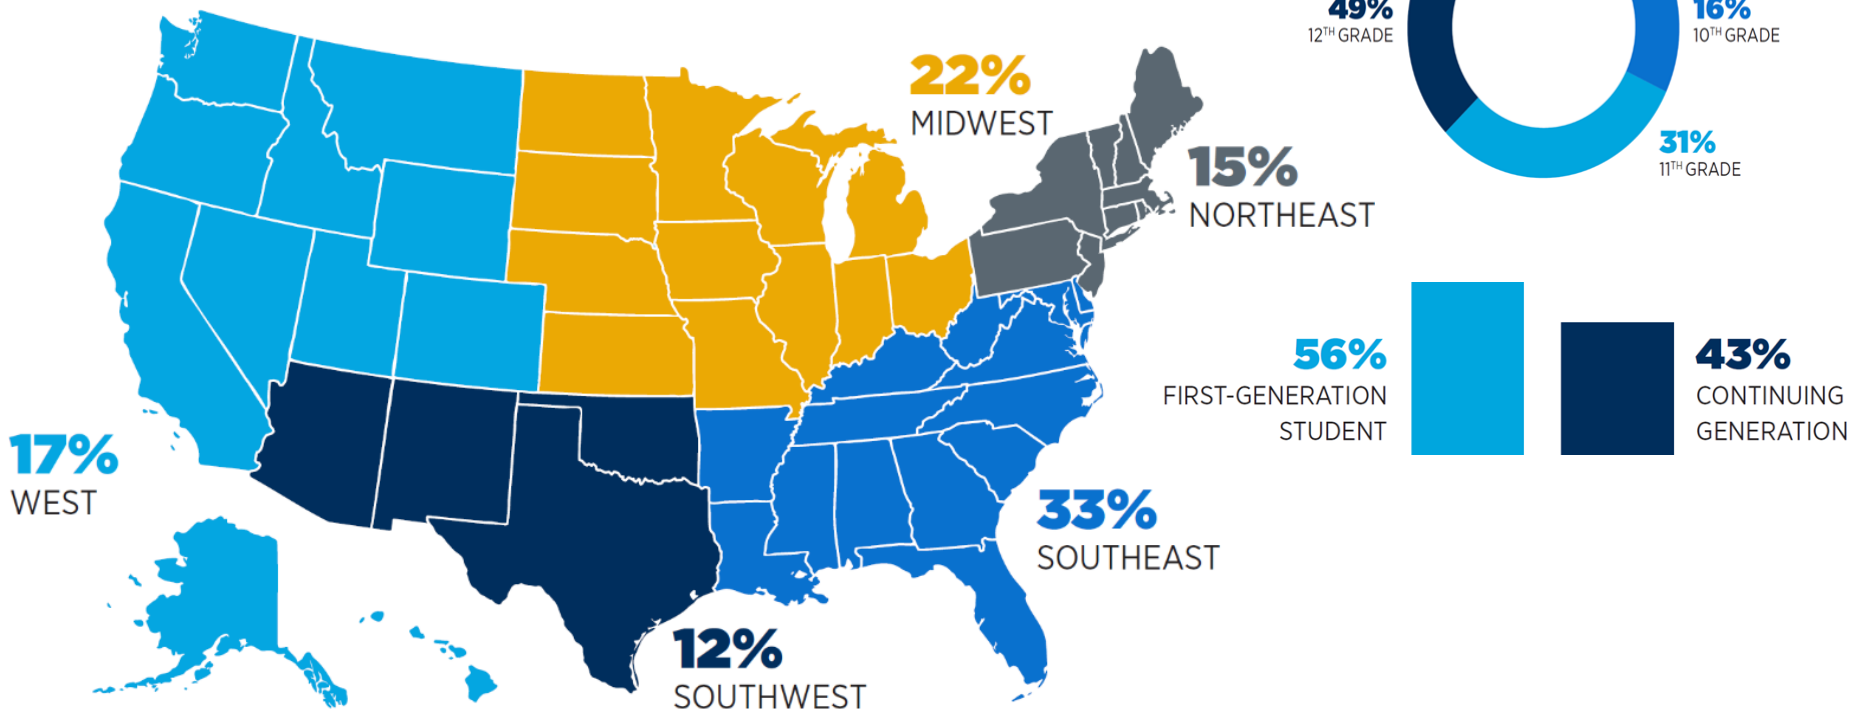 49%
12TH GRADE
16%
10TH GRADE
31%
11TH GRADE
22%
MIDWEST
15%
NORTHEAST
17%
WEST
33%
SOUTHEAST
12%
SOUTHWEST
56%
FIRST-GENERATION
STUDENT
43%
CONTINUING
GENERATION